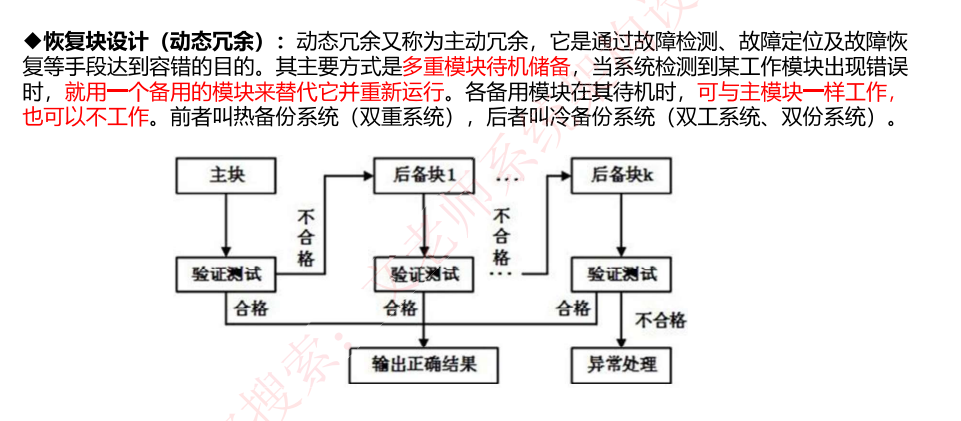 ◆恢复块设计（动态冗余）：动态冗余又称为主动冗余，它是通过故障检测、故障定位及故障恢
复等手段达到容错的目的。其主要方式是多重模块待机储备，当系统检测到某工作模块出现错误
时，就用一个备用的模块来替代它并重新运行。各备用模块在其待机时，可与主模块一样工作，
也可以不工作。前者叫热备份系统（双重系统），后者叫冷备份系统（双工系统、双份系统）。
主块
后备块1
...
后备块k
不合格
不合格
验证测试
验证测试
...
验证测试
合格
合格
合格
不合格
输出正确结果
异常处理
搜索：文老师系统架构设